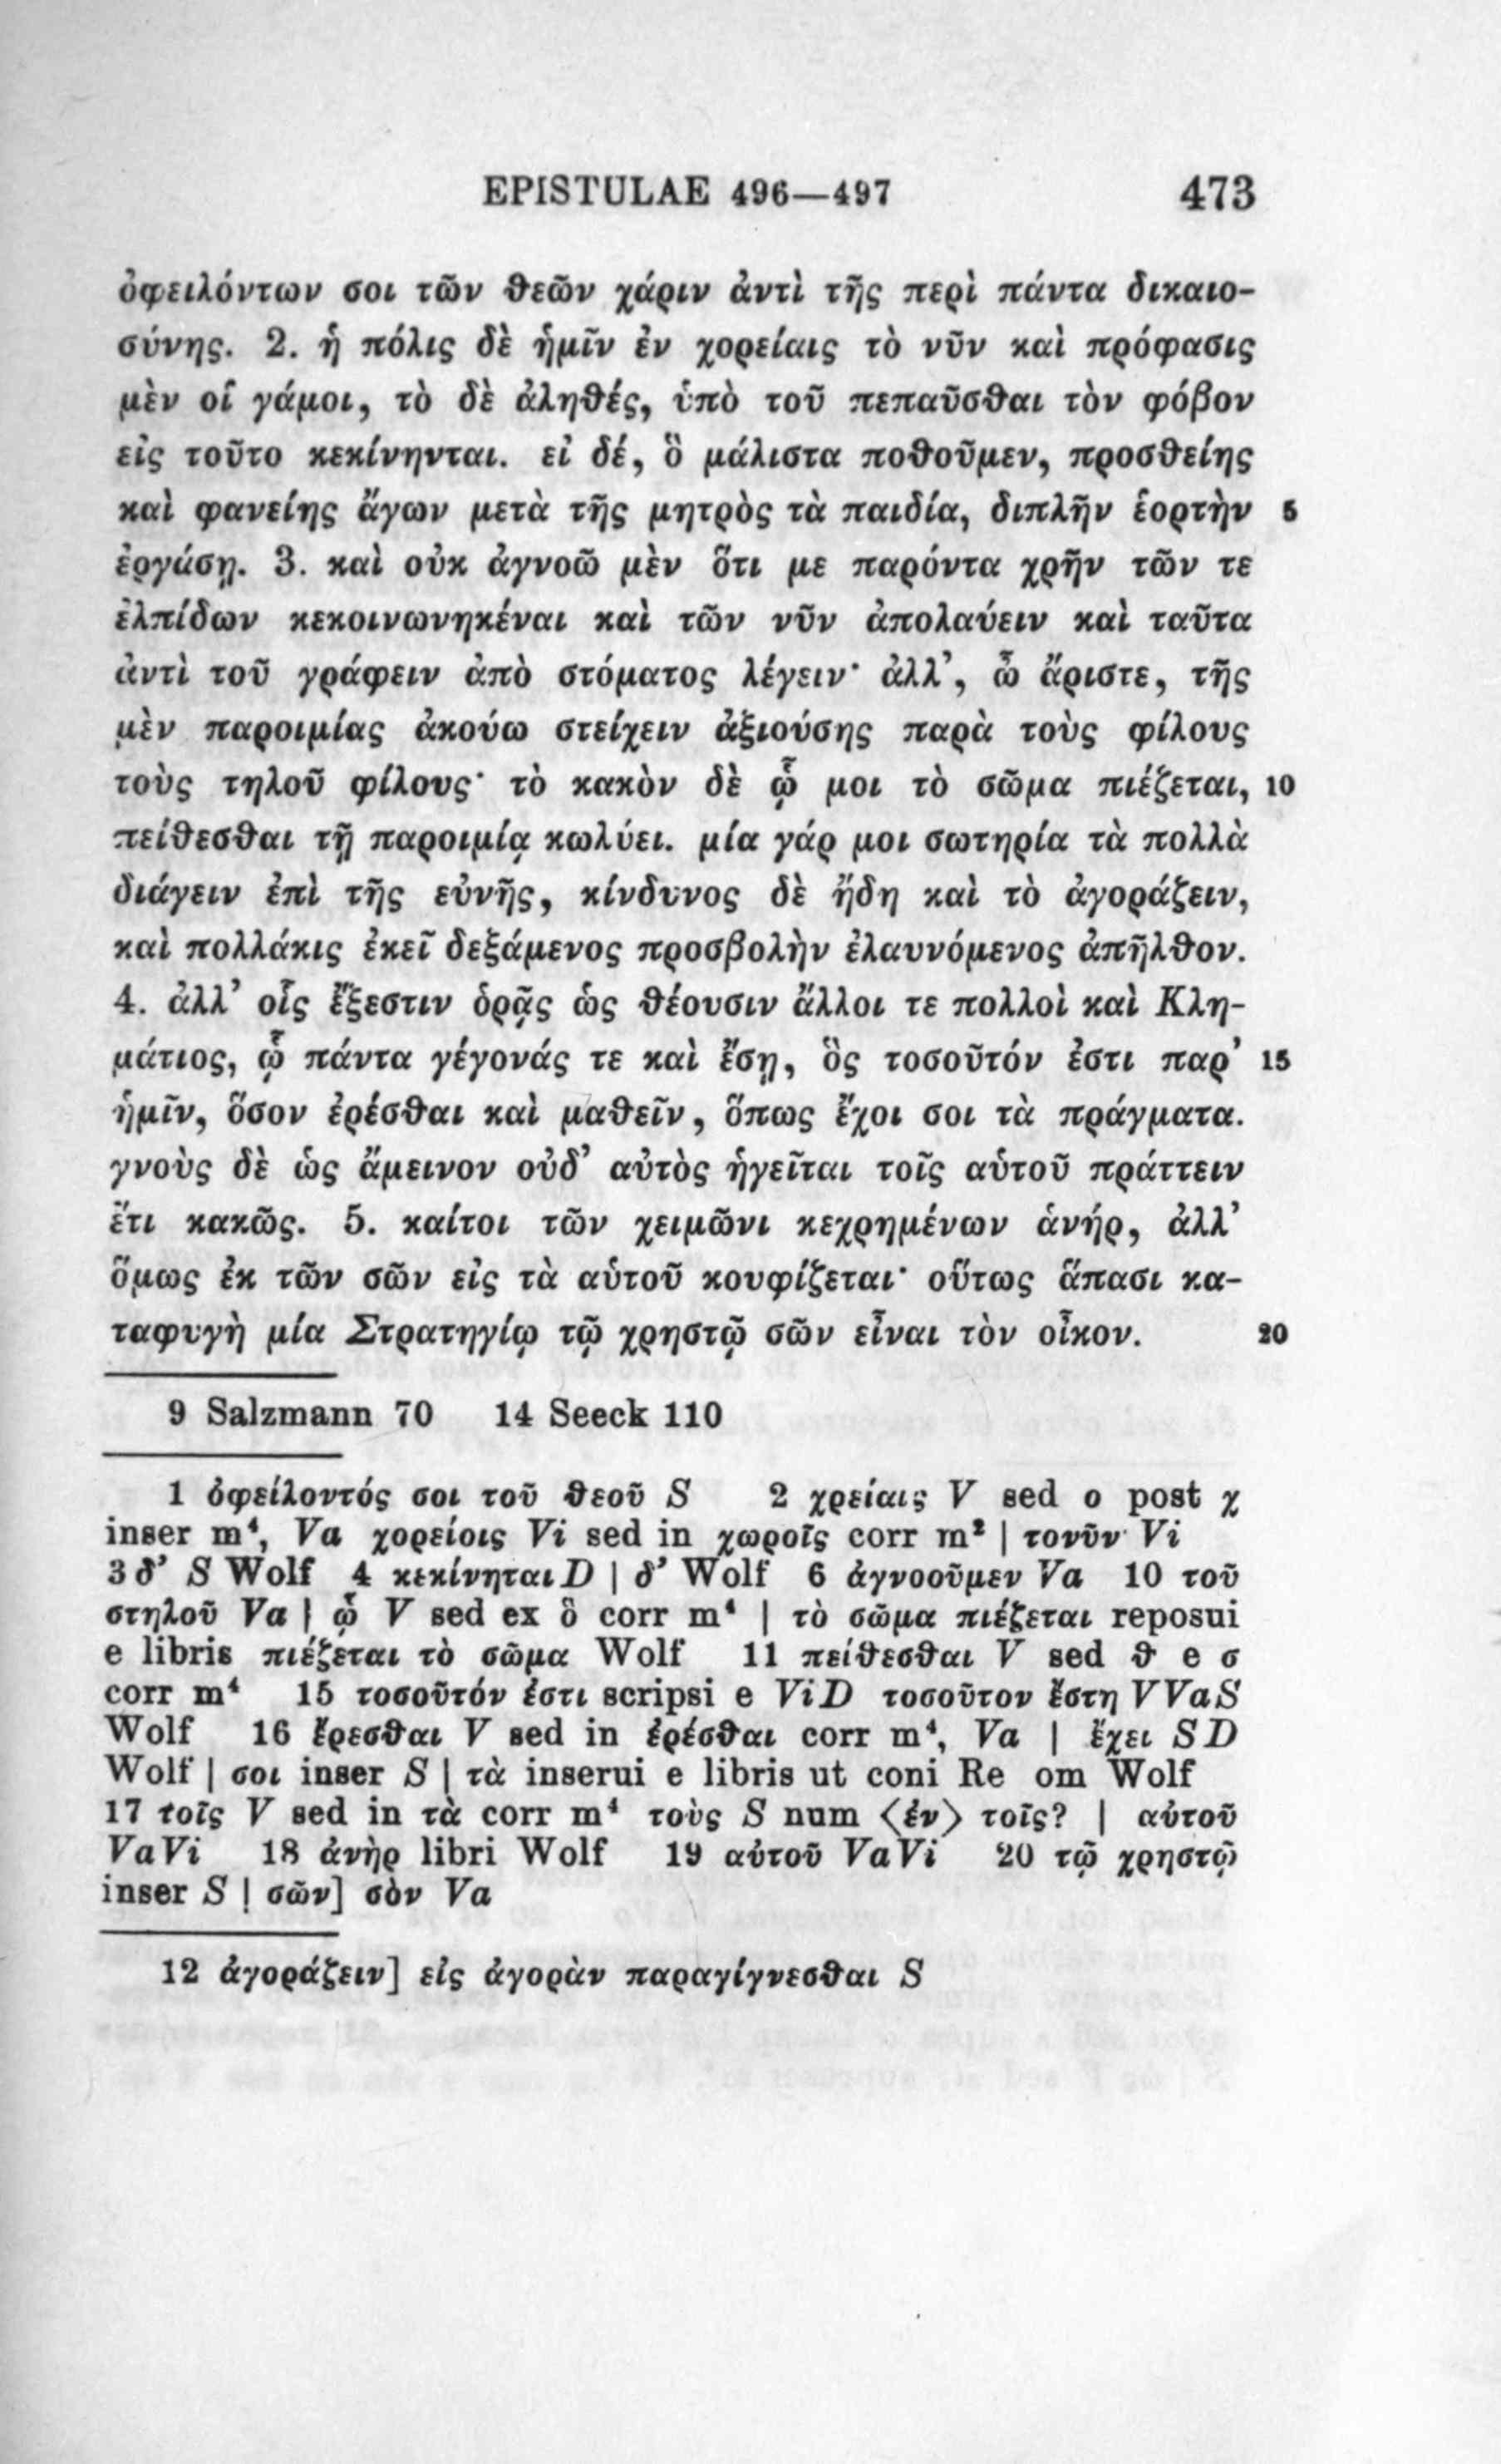 EPISTULAE 496—497 473
ὀφειλόντων σοι τῶν θεῶν χάριν ἀντὶ τῆς περὶ πάντα δικαιο-
σύνης. 2. ἡ πόλις δὲ ἡμῖν ἐν χορείαις τὸ νῦν καὶ πρόφασις
μὲν οἱ γάμοι, τὸ δὲ ἀληθές, ὑπὸ τοῦ πεπαῦσθαι τὸν φόβον
εἰς τοῦτο κεκίνηνται. εἰ δέ, ὃ μάλιστα ποθοῦμεν, προσθείης
καὶ φανείης ἄγων μετὰ τῆς μητρὸς τὰ παιδία, διπλῆν ἑορτὴν 5
ἐργάσῃ. 3. καὶ οὐκ ἀγνοῶ μὲν ὅτι με παρόντα χρῆν τῶν τε
ἐλπίδων κεκοινωνηκέναι καὶ τῶν νῦν ἀπολαύειν καὶ ταῦτα
ἀντὶ τοῦ γράφειν ἀπὸ στόματος λέγειν· ἀλλ’, ὦ ἄριστε, τῆς
μὲν παροιμίας ἀκούω στείχειν ἀξιούσης παρὰ τοὺς φίλους
τοὺς τηλοῦ φίλους· τὸ κακὸν δὲ ᾧ μοι τὸ σῶμα πιέζεται, 10
πείθεσθαι τῇ παροιμίᾳ κωλύει. μία γάρ μοι σωτηρία τὰ πολλὰ
διάγειν ἐπὶ τῆς εὐνῆς, κίνδυνος δὲ ἤδη καὶ τὸ ἀγοράζειν,
καὶ πολλάκις ἐκεῖ δεξάμενος προσβολὴν ἐλαυνόμενος ἀπῆλθον.
4. ἀλλ’ οἷς ἔξεστιν ὁρᾷς ὡς θέουσιν ἄλλοι τε πολλοὶ καὶ Κλη-
μάτιος, ᾧ πάντα γέγονάς τε καὶ ἔσῃ, ὃς τοσοῦτόν ἐστι παρ’ 15
ἡμῖν, ὅσον ἐρέσθαι καὶ μαθεῖν, ὅπως ἔχοι σοι τὰ πράγματα.
γνοὺς δὲ ὡς ἄμεινον οὐδ’ αὐτὸς ἡγεῖται τοῖς αὑτοῦ πράττειν
ἔτι κακῶς. 5. καίτοι τῶν χειμῶνι κεχρημένων ἁνήρ, ἀλλ’
ὅμως ἐκ τῶν σῶν εἰς τὰ αὑτοῦ κουφίζεται· οὕτως ἅπασι κα-
ταφυγὴ μία Στρατηγίῳ τῷ χρηστῷ σῶν εἶναι τὸν οἶκον. 20
9 Salzmann 70 14 Seeck 110
1 ὀφείλοντός σοι τοῦ θεοῦ S 2 χρείαις V sed ο post χ
inser m⁴, Va χορείοις Vi sed in χωροῖς corr m² | τονῦν Vi
3 δ’ S Wolf 4 κεκίνηται D | δ’ Wolf 6 ἀγνοοῦμεν Va 10 τοῦ
στηλοῦ Va | ᾧ V sed ex ὃ corr m⁴ | τὸ σῶμα πιέζεται reposui
e libris πιέζεται τὸ σῶμα Wolf 11 πείθεσθαι V sed θ e σ
corr m⁴ 15 τοσοῦτόν ἐστι scripsi e ViD τοσοῦτον ἔστη VVaS
Wolf 16 ἔρεσθαι V sed in ἐρέσθαι corr m⁴, Va | ἔχει SD
Wolf | σοι inser S | τὰ inserui e libris ut coni Re om Wolf
17 τοῖς V sed in τὰ corr m⁴ τοὺς S num ⟨ἐν⟩ τοῖς? | αὐτοῦ
VaVi 18 ἀνὴρ libri Wolf 19 αὐτοῦ VaVi 20 τῷ χρηστῷ
inser S | σῶν] σὸν Va
12 ἀγοράζειν] εἰς ἀγορὰν παραγίγνεσθαι S